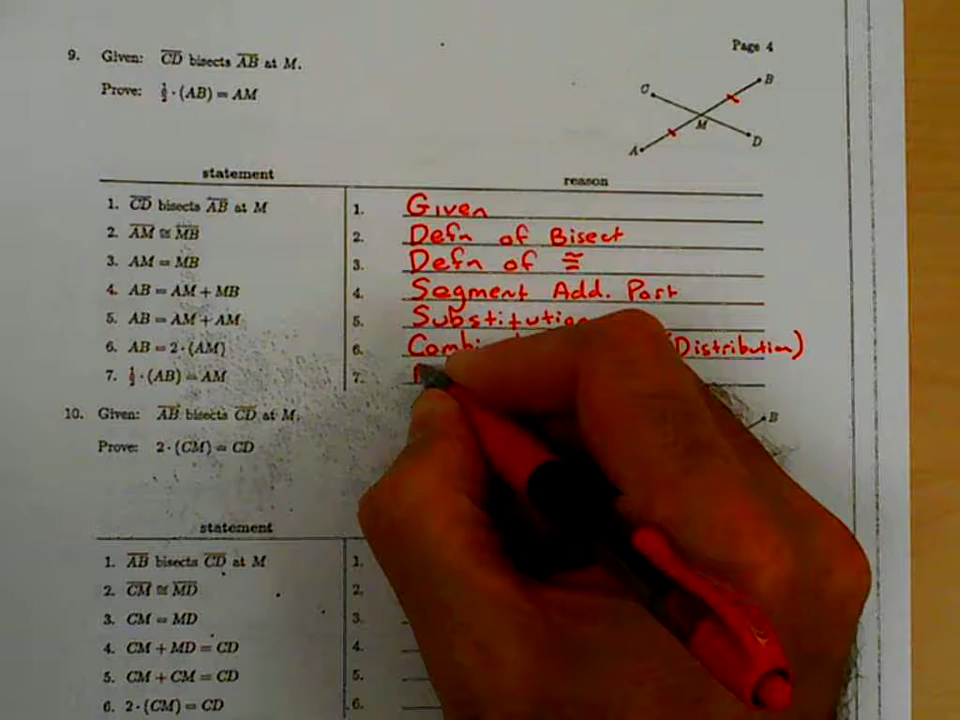 Page 4
9. Given: CD bisects AB at M.
Prove: ½ · (AB) = AM
C
B
M
A
D
statement
reason
1. CD bisects AB at M
1. Given
2. AM ≅ MB
2. Defn of Bisect
3. AM = MB
3. Defn of ≅
4. AB = AM + MB
4. Segment Add. Post
5. AB = AM + AM
5. Substitution
6. AB = 2 · (AM)
6. (Distribution)
7. ½ · (AB) = AM
7.
10. Given: AB bisects CD at M.
B
Prove: 2 · (CM) = CD
statement
1. AB bisects CD at M
1.
2. CM ≅ MD
2.
3. CM = MD
3.
4. CM + MD = CD
4.
5. CM + CM = CD
5.
6. 2 · (CM) = CD
6.